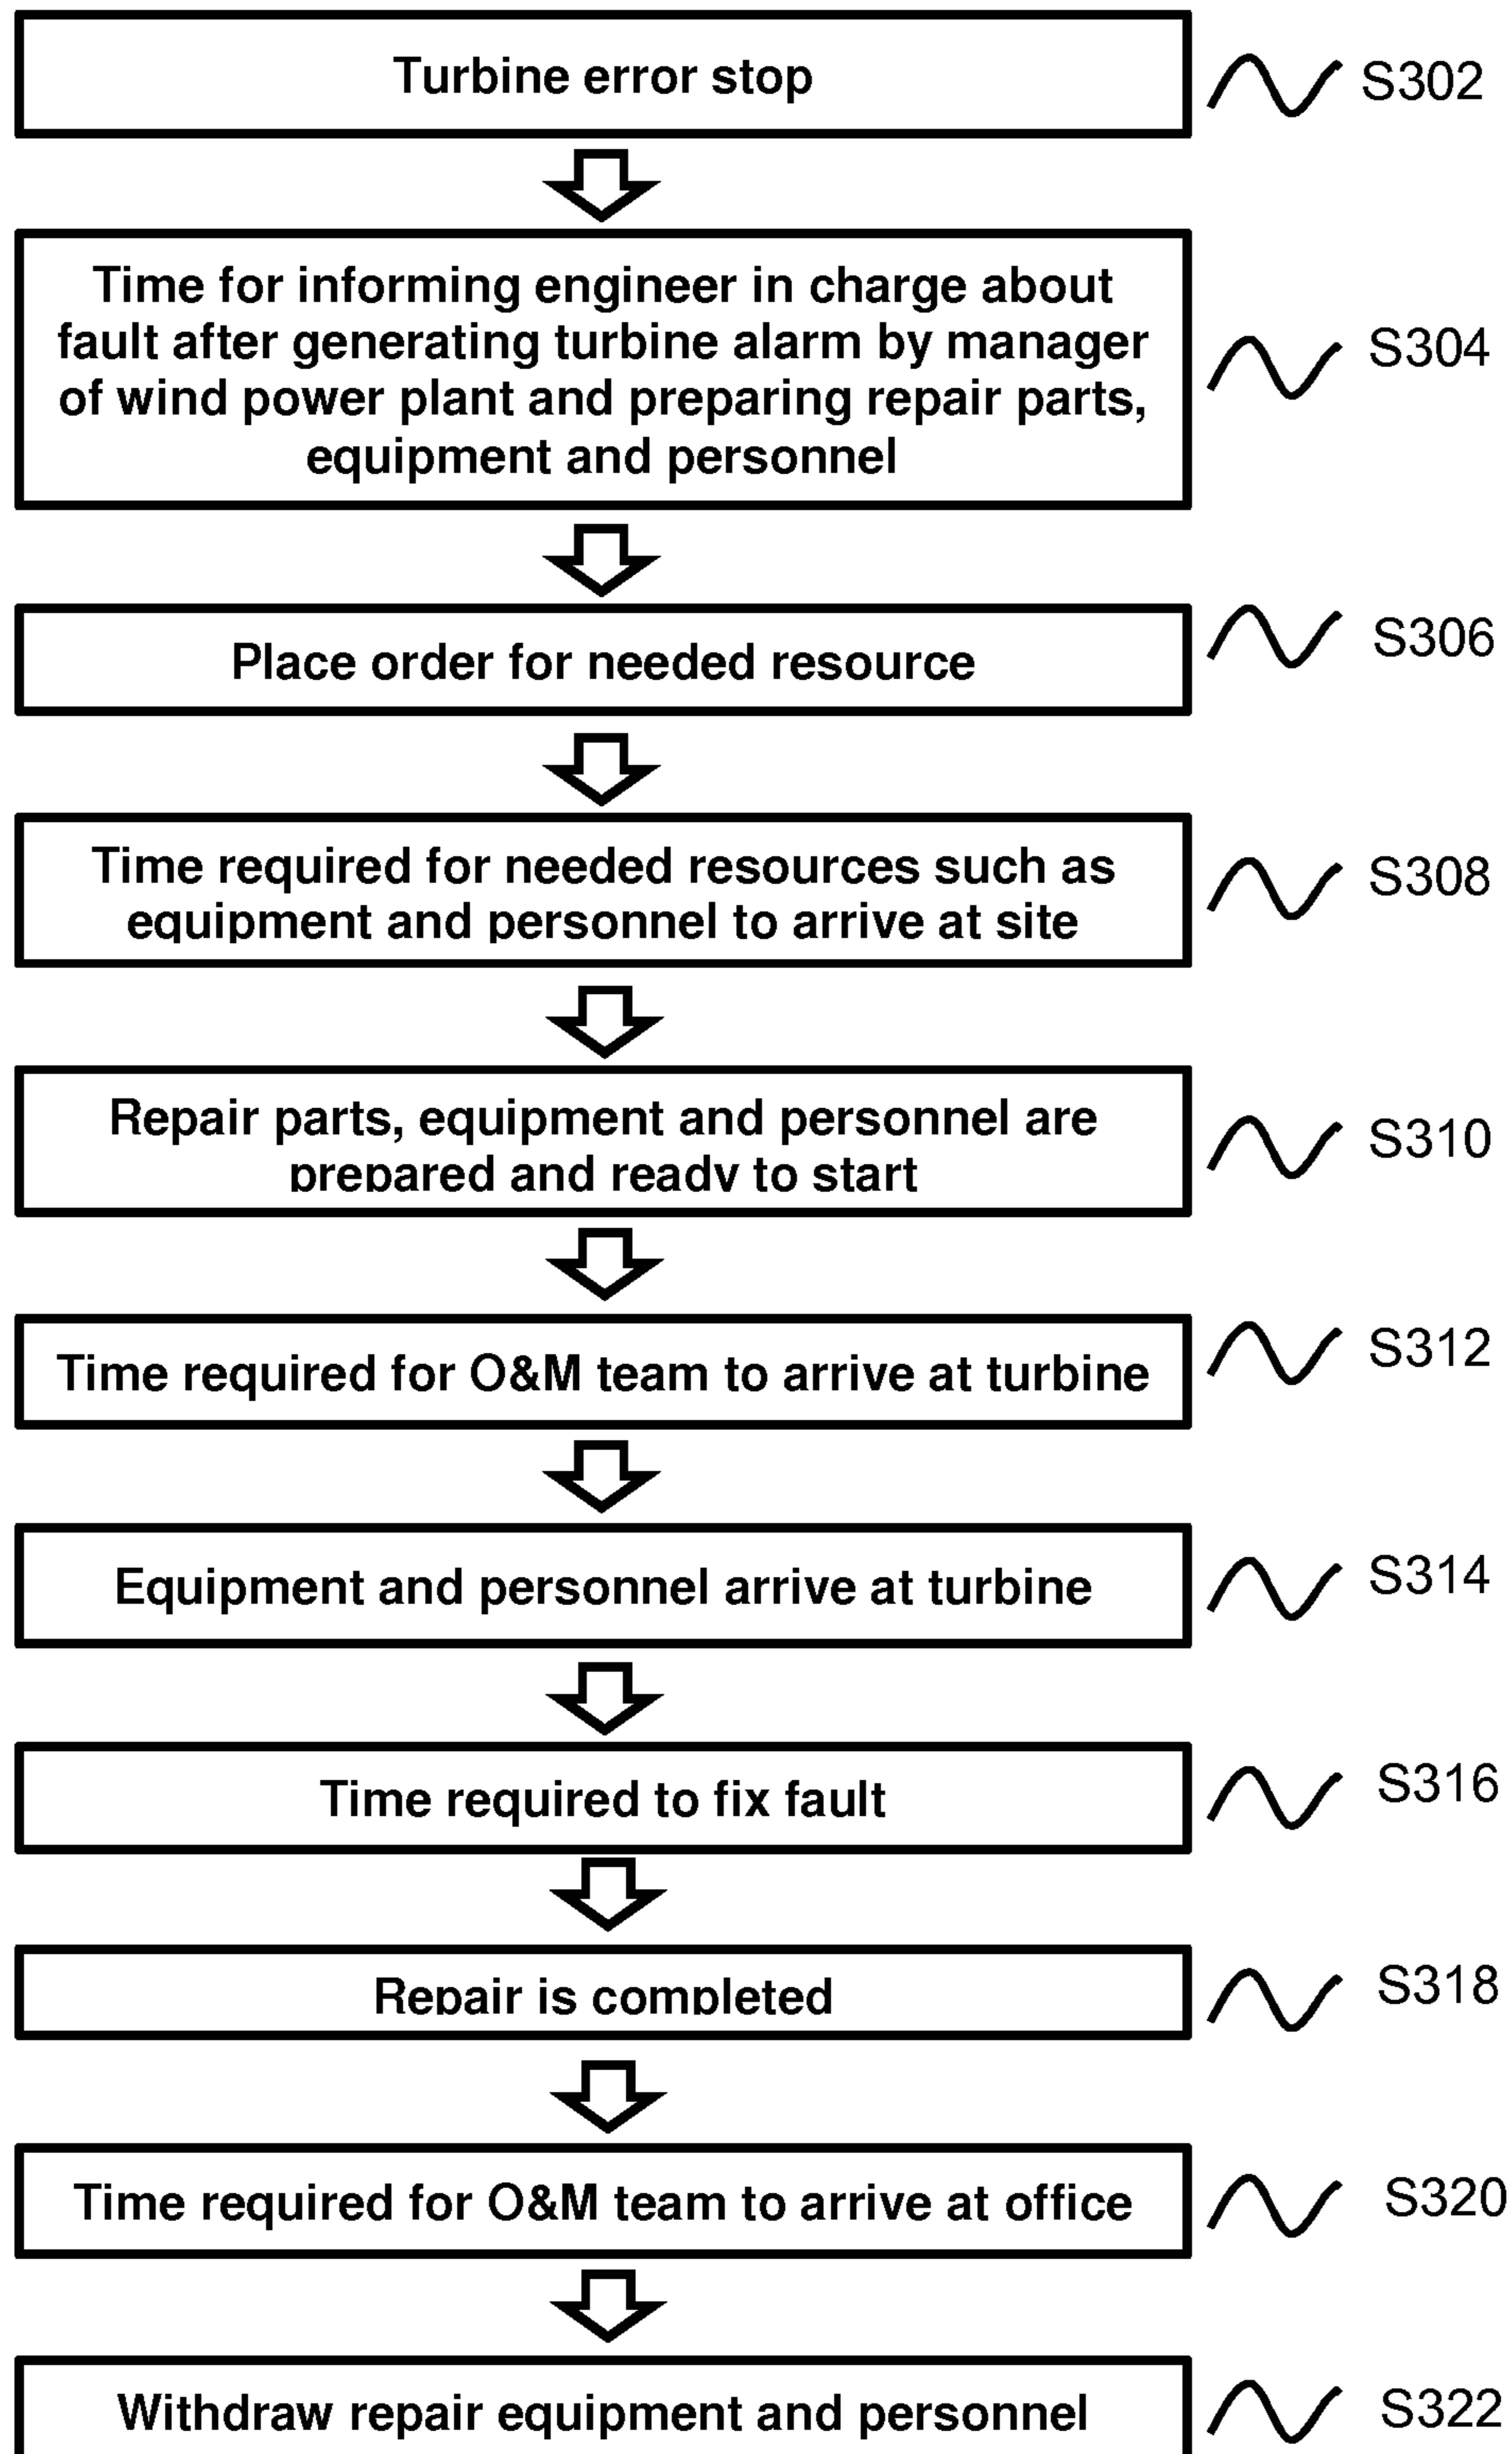 Turbine error stop
S302
Time for informing engineer in charge about
fault after generating turbine alarm by manager
of wind power plant and preparing repair parts,
equipment and personnel
S304
Place order for needed resource
S306
Time required for needed resources such as
equipment and personnel to arrive at site
S308
Repair parts, equipment and personnel are
prepared and ready to start
S310
Time required for O&M team to arrive at turbine
S312
Equipment and personnel arrive at turbine
S314
Time required to fix fault
S316
Repair is completed
S318
Time required for O&M team to arrive at office
S320
Withdraw repair equipment and personnel
S322